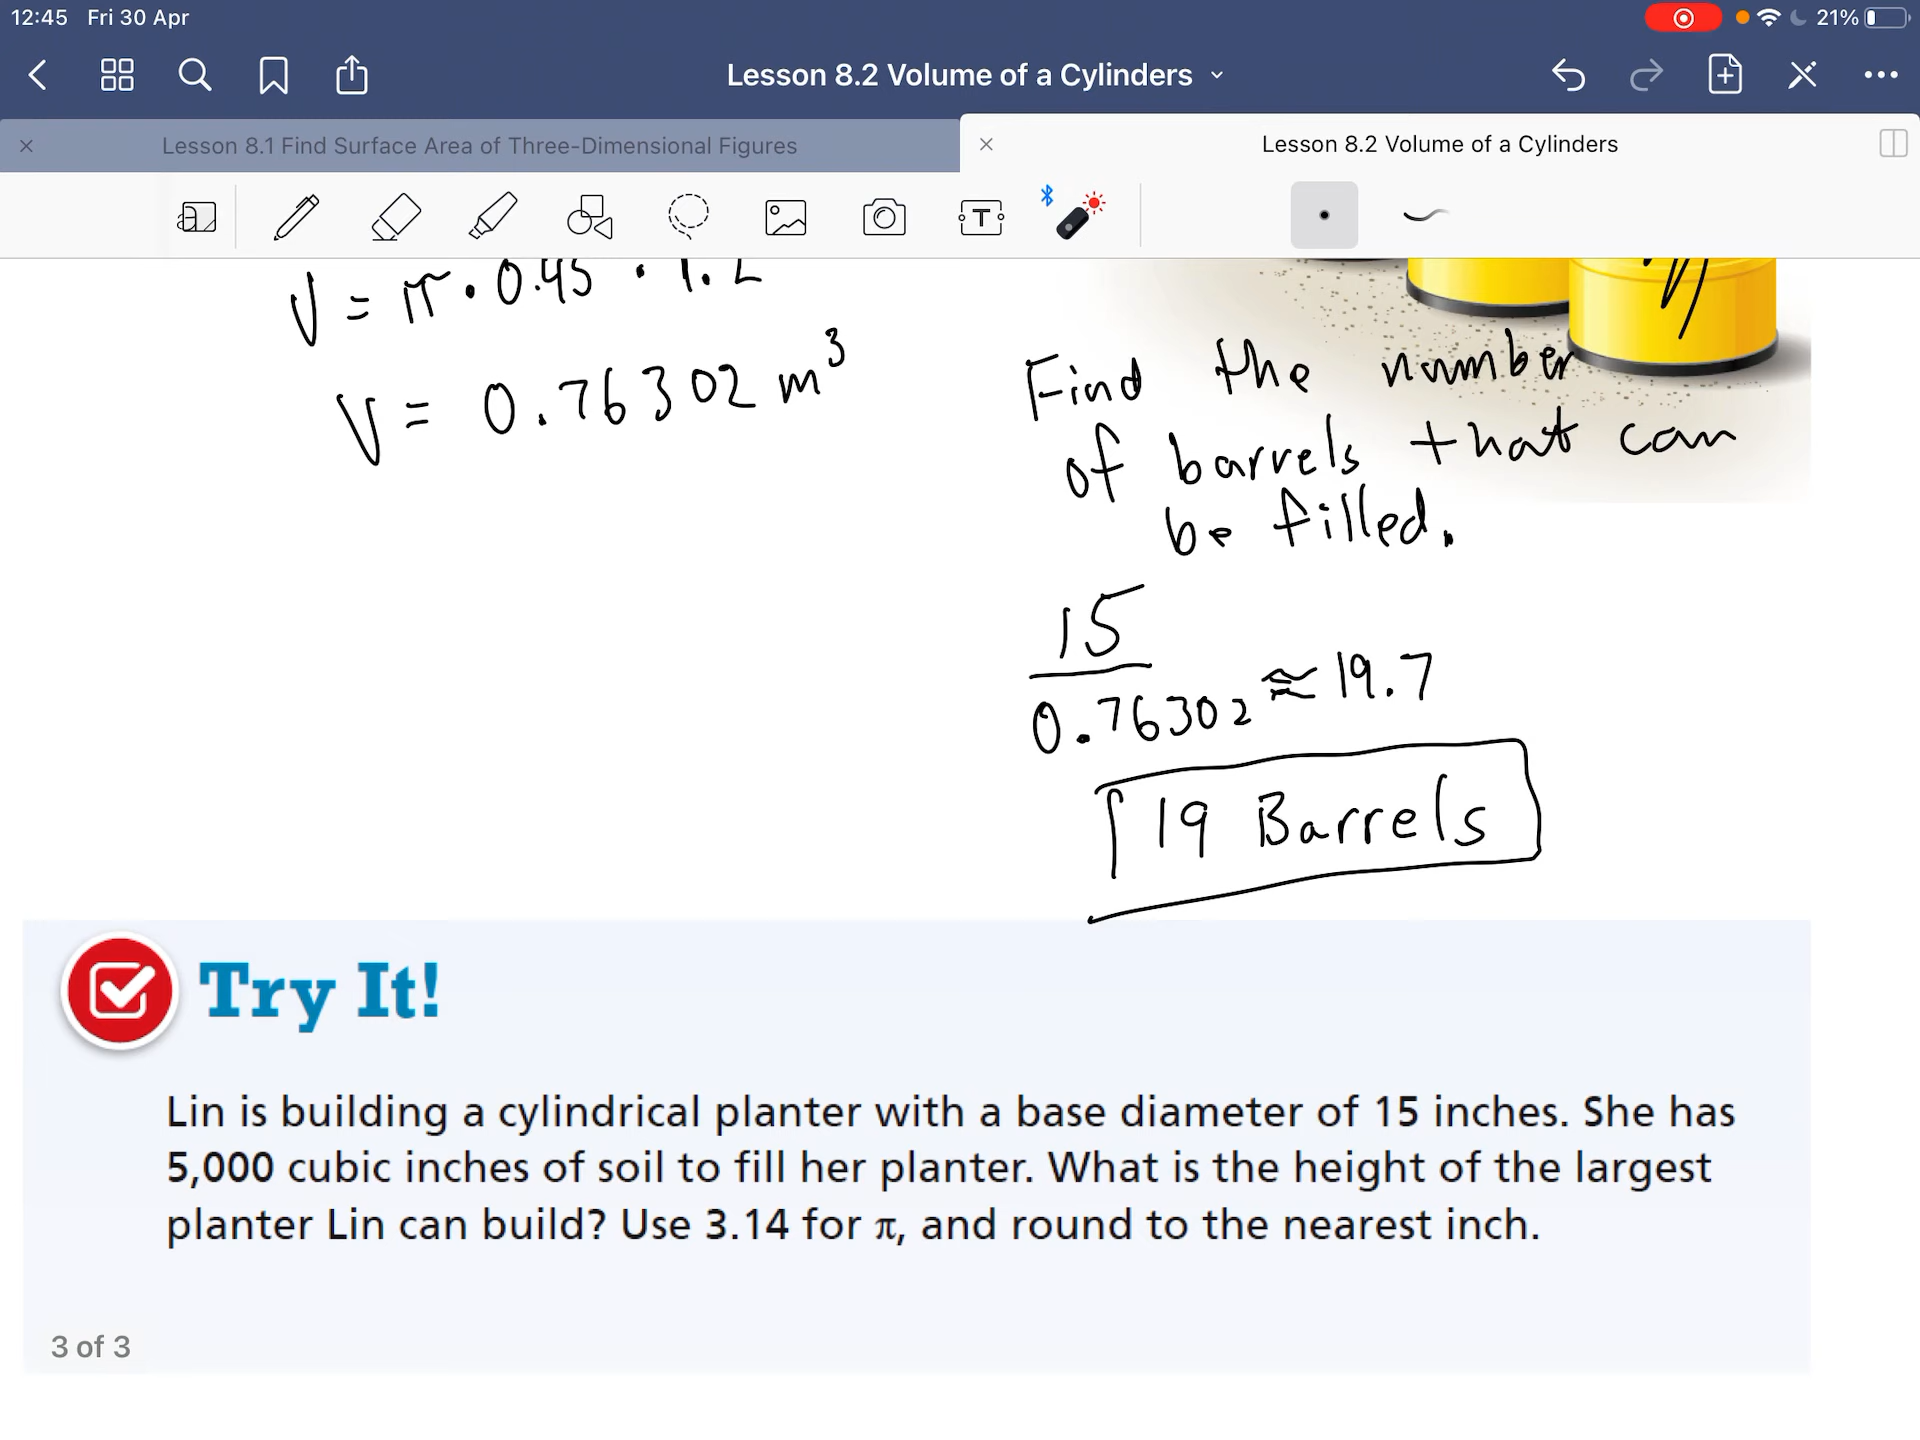 12:45 Fri 30 Apr
21%
Lesson 8.2 Volume of a Cylinders
Lesson 8.1 Find Surface Area of Three-Dimensional Figures
Lesson 8.2 Volume of a Cylinders
V = π · 0.45 · 1.2
V = 0.76302 m³
Find the number
of barrels that can
be filled.
15
0.76302 ≈ 19.7
19 Barrels
Try It!
Lin is building a cylindrical planter with a base diameter of 15 inches. She has
5,000 cubic inches of soil to fill her planter. What is the height of the largest
planter Lin can build? Use 3.14 for π, and round to the nearest inch.
3 of 3